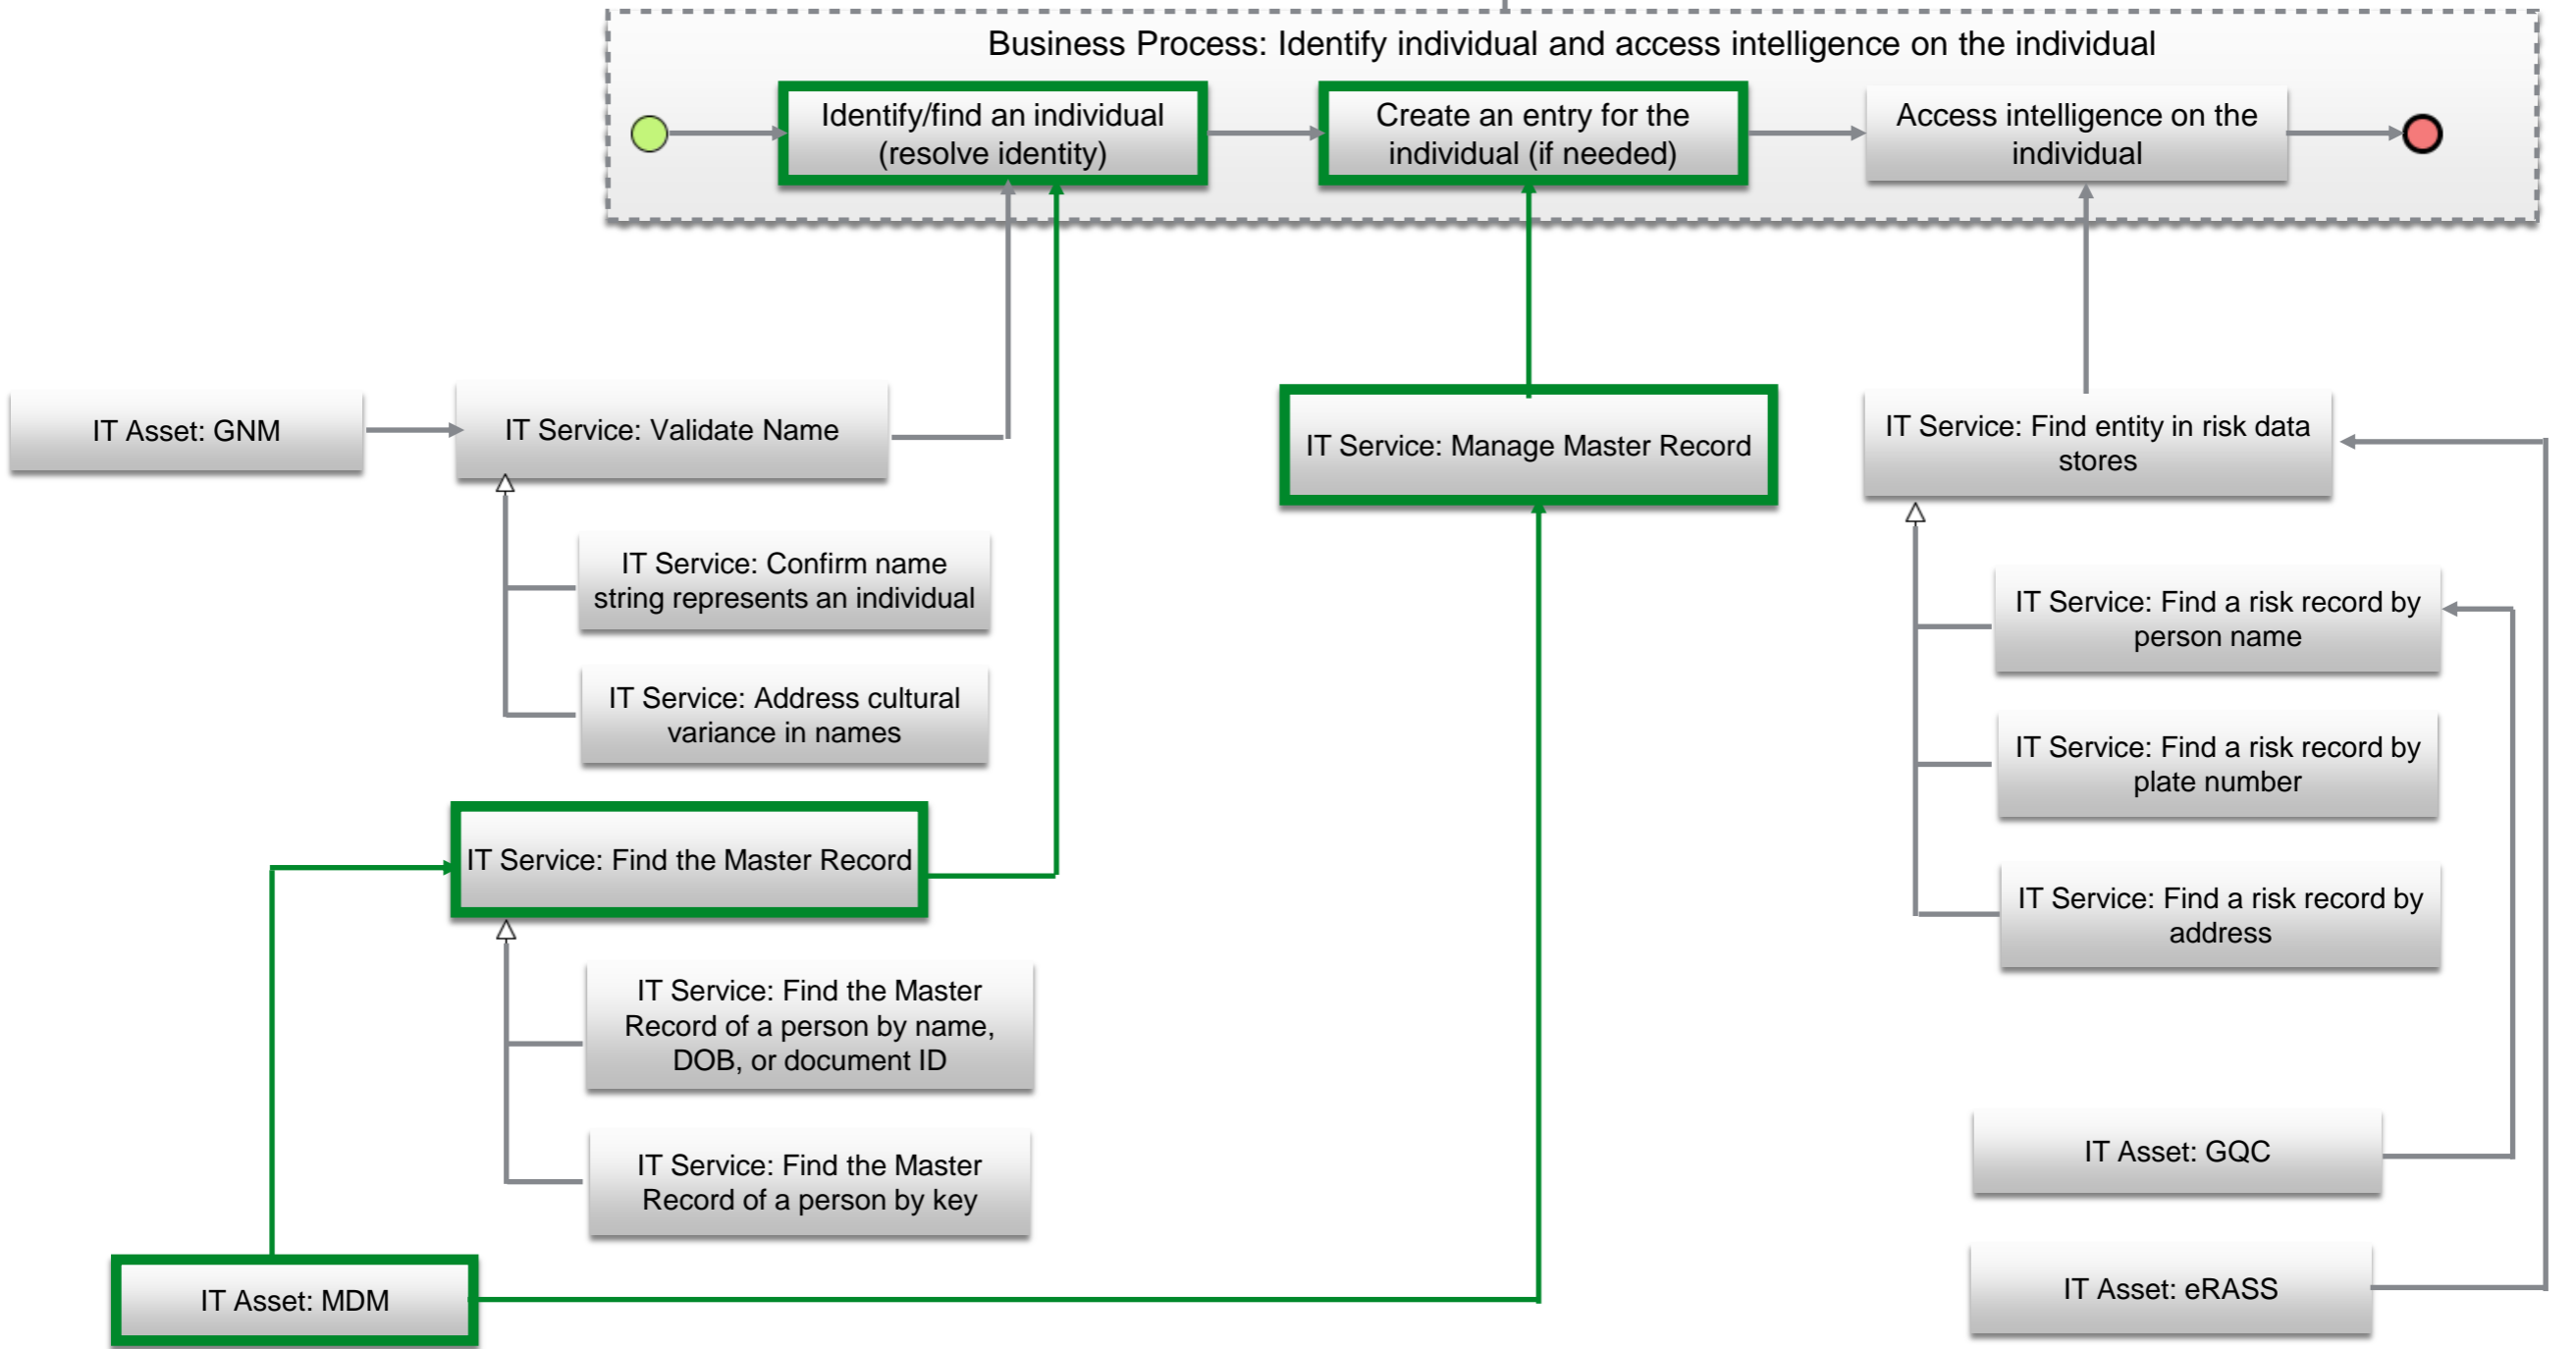 Business Process: Identify individual and access intelligence on the individual
Identify/find an individual
(resolve identity)
Create an entry for the
individual (if needed)
Access intelligence on the
individual
IT Asset: GNM
IT Service: Validate Name
IT Service: Manage Master Record
IT Service: Find entity in risk data
stores
IT Service: Confirm name
string represents an individual
IT Service: Find a risk record by
person name
IT Service: Address cultural
variance in names
IT Service: Find a risk record by
plate number
IT Service: Find the Master Record
IT Service: Find a risk record by
address
IT Service: Find the Master
Record of a person by name,
DOB, or document ID
IT Service: Find the Master
Record of a person by key
IT Asset: GQC
IT Asset: MDM
IT Asset: eRASS